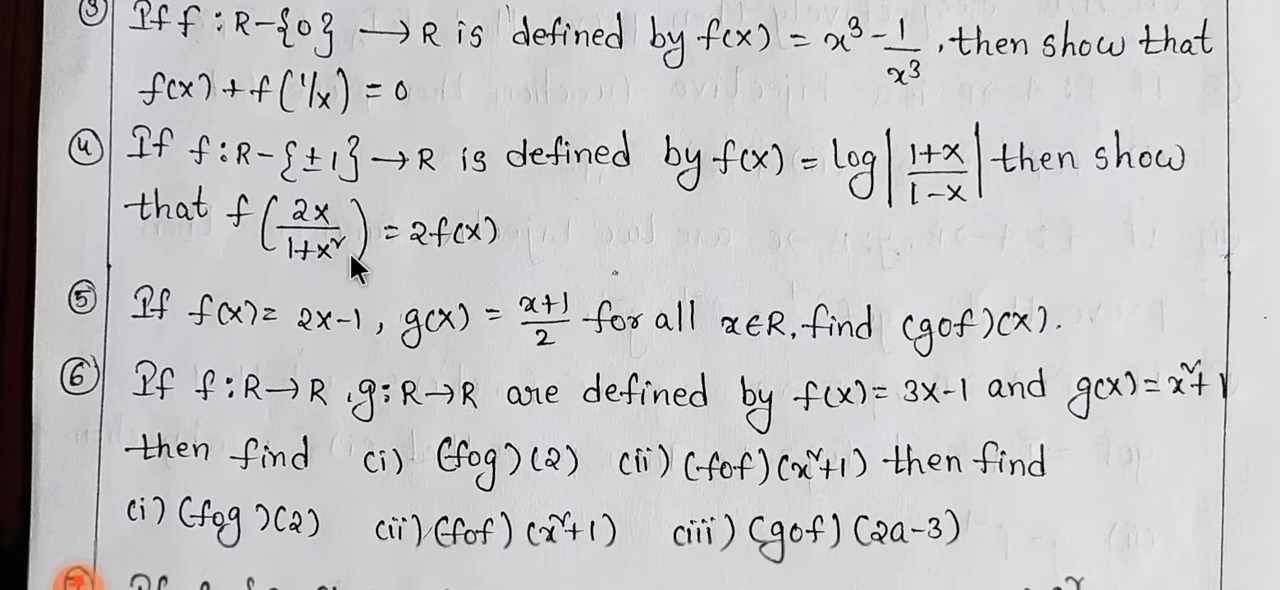 ③ If f : R-{0} → R is defined by f(x) = x³ - 1/x³, then show that
f(x) + f(1/x) = 0
④ If f : R-{±1} → R is defined by f(x) = log|1+x/1-x| then show
that f(2x/1+x²) = 2f(x)
⑤ If f(x) = 2x-1, g(x) = x+1/2 for all x∈R, find (gof)(x).
⑥ If f : R→R, g : R→R are defined by f(x) = 3x-1 and g(x) = x²+1
then find (i) (fog)(2) (ii) (fof)(x²+1) then find
(i) (fog)(2) (ii) (fof)(x²+1) (iii) (gof)(2a-3)